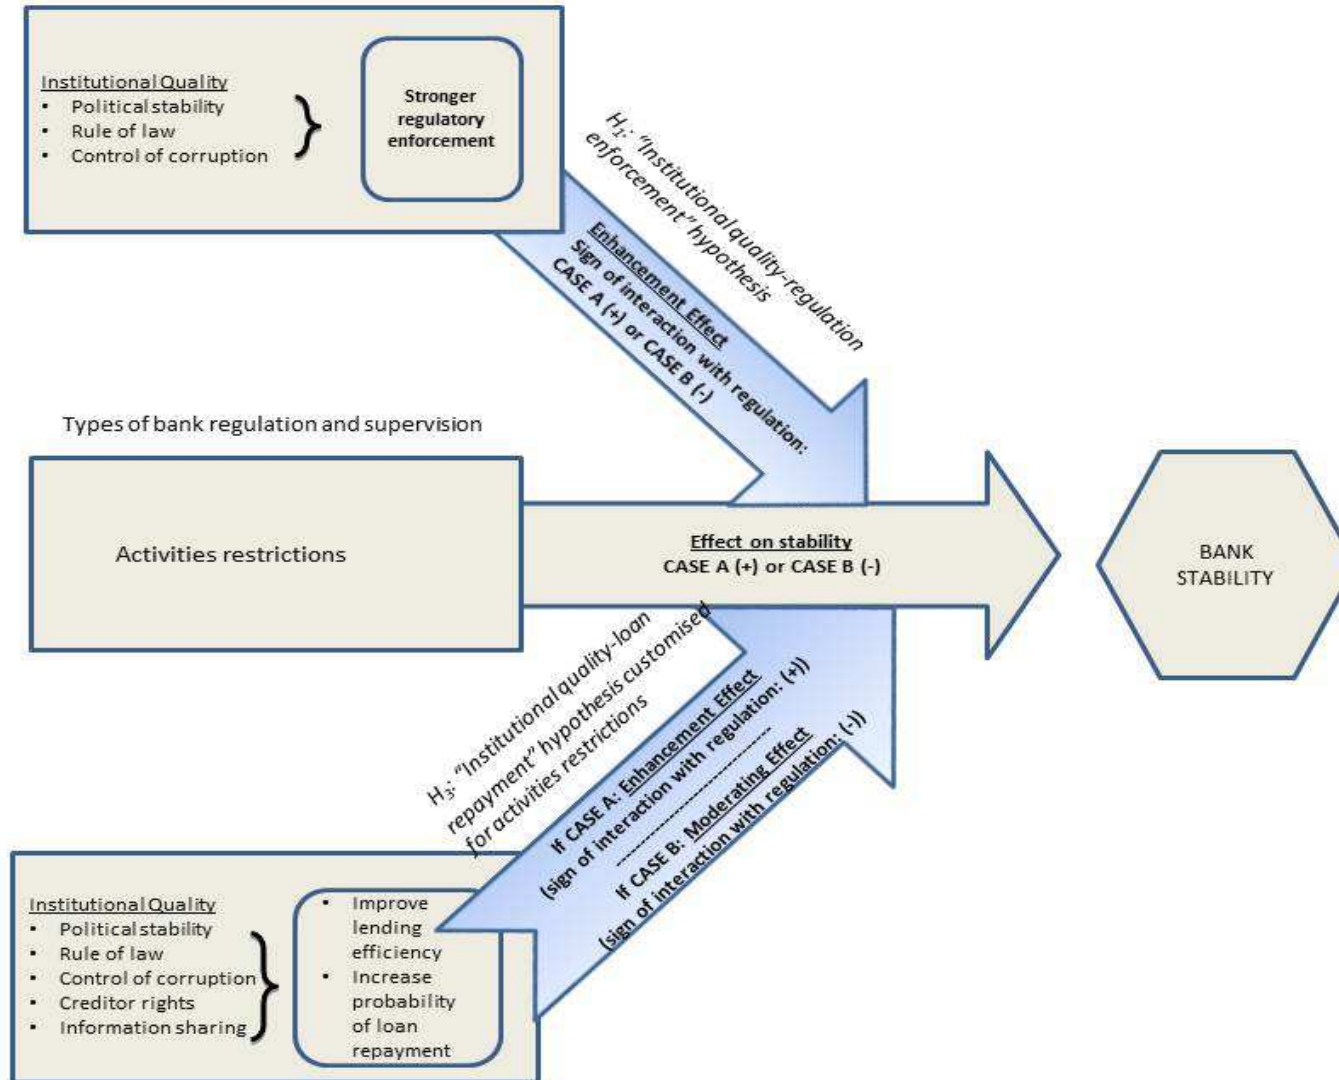 Institutional Quality
• Political stability
• Rule of law
• Control of corruption
Stronger
regulatory
enforcement
H1: “Institutional quality-regulation
enforcement” hypothesis
Enhancement Effect
Sign of interaction with regulation:
CASE A (+) or CASE B (-)
Types of bank regulation and supervision
Activities restrictions
Effect on stability
CASE A (+) or CASE B (-)
BANK
STABILITY
H3: “Institutional quality-loan
repayment” hypothesis customised
for activities restrictions
If CASE A: Enhancement Effect
(sign of interaction with regulation: (+))
If CASE B: Moderating Effect
(sign of interaction with regulation: (-))
Institutional Quality
• Political stability
• Rule of law
• Control of corruption
• Creditor rights
• Information sharing
• Improve
lending
efficiency
• Increase
probability
of loan
repayment